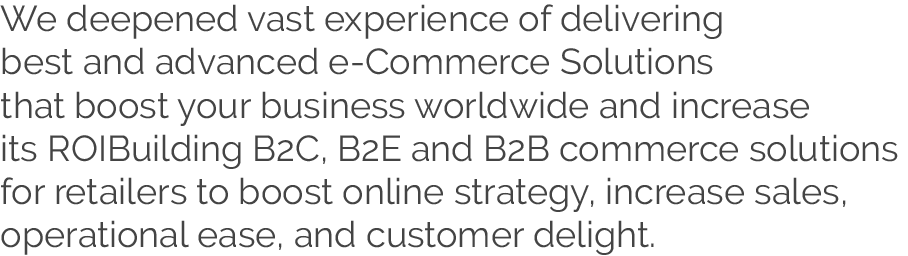 We deepened vast experience of delivering
best and advanced e-Commerce Solutions
that boost your business worldwide and increase
its ROIBuilding B2C, B2E and B2B commerce solutions
for retailers to boost online strategy, increase sales,
operational ease, and customer delight.